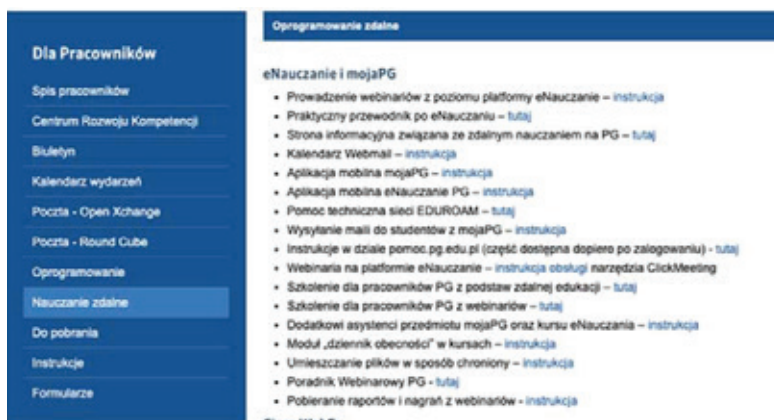 Dla Pracowników
Spis pracowników
Centrum Rozwoju Kompetencji
Biuletyn
Kalendarz wydarzeń
Poczta - Open Xchange
Poczta - Round Cube
Oprogramowanie
Nauczanie zdalne
Do pobrania
Instrukcje
Formularze
Oprogramowanie zdalne
eNauczanie i mojaPG
• Prowadzenie webinariów z poziomu platformy eNauczanie – instrukcja
• Praktyczny przewodnik po eNauczaniu – tutaj
• Strona informacyjna związana ze zdalnym nauczaniem na PG – tutaj
• Kalendarz Webmail – instrukcja
• Aplikacja mobilna mojaPG – instrukcja
• Aplikacja mobilna eNauczanie PG – instrukcja
• Pomoc techniczna sieci EDUROAM – tutaj
• Wysyłanie maili do studentów z mojaPG – instrukcja
• Instrukcje w dziale pomoc.pg.edu.pl (część dostępna dopiero po zalogowaniu) - tutaj
• Webinaria na platformie eNauczanie – instrukcja obsługi narzędzia ClickMeeting
• Szkolenie dla pracowników PG z podstaw zdalnej edukacji – tutaj
• Szkolenie dla pracowników PG z webinariów – tutaj
• Dodatkowi asystenci przedmiotu mojaPG oraz kursu eNauczania – instrukcja
• Moduł „dziennik obecności” w kursach – instrukcja
• Umieszczanie plików w sposób chroniony – instrukcja
• Poradnik Webinarowy PG - tutaj
• Pobieranie raportów i nagrań z webinariów - instrukcja